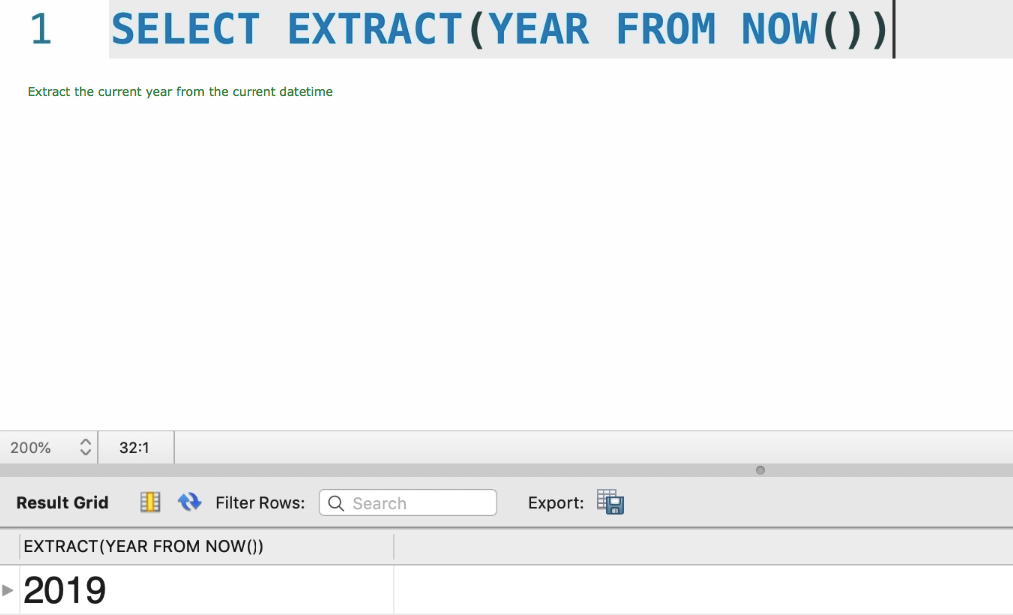 1 SELECT EXTRACT(YEAR FROM NOW())
Extract the current year from the current datetime
200% 32:1
Result Grid Filter Rows: Search Export:
EXTRACT(YEAR FROM NOW())
2019